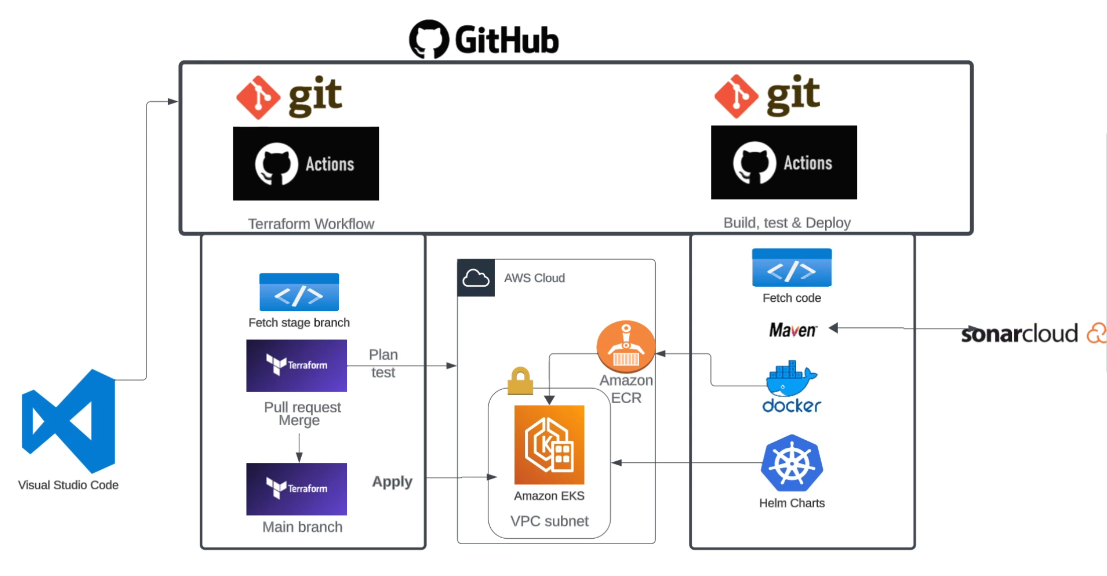 GitHub
git
Actions
Terraform Workflow
git
Actions
Build, test & Deploy
Visual Studio Code
Fetch stage branch
Terraform
Plan
test
Pull request
Merge
Terraform
Apply
Main branch
AWS Cloud
Amazon
ECR
K
Amazon EKS
VPC subnet
</>
Fetch code
Maven
sonarcloud
docker
Helm Charts
</>